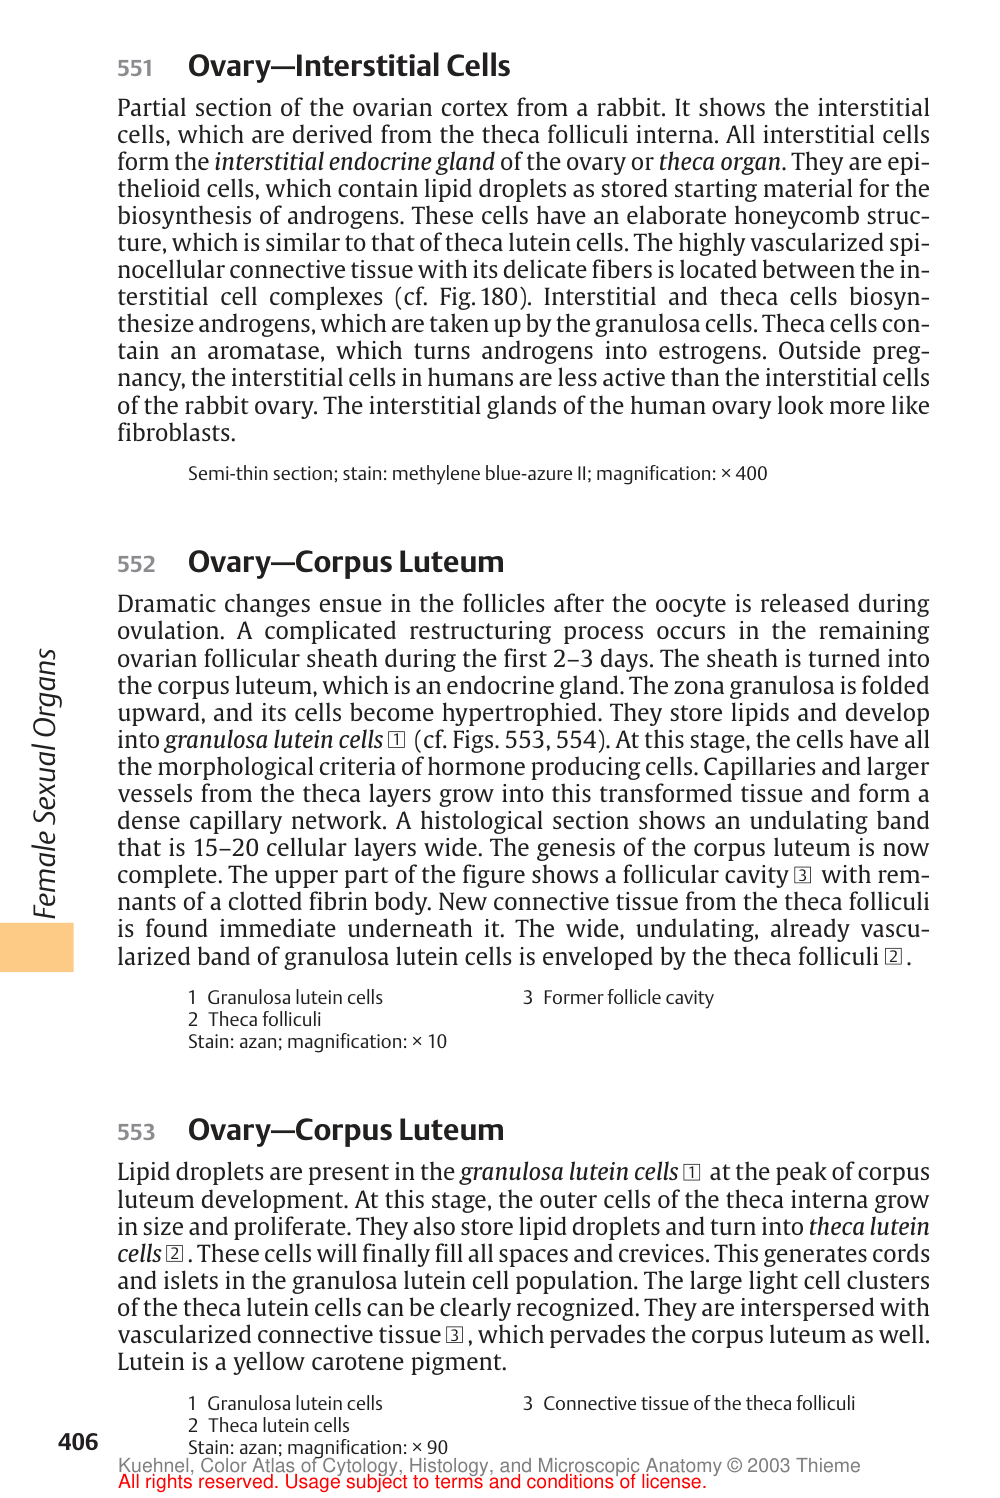 551 Ovary—Interstitial Cells
Partial section of the ovarian cortex from a rabbit. It shows the interstitial
cells, which are derived from the theca folliculi interna. All interstitial cells
form the interstitial endocrine gland of the ovary or theca organ. They are epi-
thelioid cells, which contain lipid droplets as stored starting material for the
biosynthesis of androgens. These cells have an elaborate honeycomb struc-
ture, which is similar to that of theca lutein cells. The highly vascularized spi-
nocellular connective tissue with its delicate fibers is located between the in-
terstitial cell complexes (cf. Fig. 180). Interstitial and theca cells biosyn-
thesize androgens, which are taken up by the granulosa cells. Theca cells con-
tain an aromatase, which turns androgens into estrogens. Outside preg-
nancy, the interstitial cells in humans are less active than the interstitial cells
of the rabbit ovary. The interstitial glands of the human ovary look more like
fibroblasts.
Semi-thin section; stain: methylene blue-azure II; magnification: × 400
552 Ovary—Corpus Luteum
Dramatic changes ensue in the follicles after the oocyte is released during
ovulation. A complicated restructuring process occurs in the remaining
ovarian follicular sheath during the first 2–3 days. The sheath is turned into
the corpus luteum, which is an endocrine gland. The zona granulosa is folded
upward, and its cells become hypertrophied. They store lipids and develop
into granulosa lutein cells 1 (cf. Figs. 553, 554). At this stage, the cells have all
the morphological criteria of hormone producing cells. Capillaries and larger
vessels from the theca layers grow into this transformed tissue and form a
dense capillary network. A histological section shows an undulating band
that is 15–20 cellular layers wide. The genesis of the corpus luteum is now
complete. The upper part of the figure shows a follicular cavity 3 with rem-
nants of a clotted fibrin body. New connective tissue from the theca folliculi
is found immediate underneath it. The wide, undulating, already vascu-
larized band of granulosa lutein cells is enveloped by the theca folliculi 2.
1 Granulosa lutein cells 3 Former follicle cavity
2 Theca folliculi
Stain: azan; magnification: × 10
553 Ovary—Corpus Luteum
Lipid droplets are present in the granulosa lutein cells 1 at the peak of corpus
luteum development. At this stage, the outer cells of the theca interna grow
in size and proliferate. They also store lipid droplets and turn into theca lutein
cells 2. These cells will finally fill all spaces and crevices. This generates cords
and islets in the granulosa lutein cell population. The large light cell clusters
of the theca lutein cells can be clearly recognized. They are interspersed with
vascularized connective tissue 3, which pervades the corpus luteum as well.
Lutein is a yellow carotene pigment.
1 Granulosa lutein cells 3 Connective tissue of the theca folliculi
2 Theca lutein cells
Stain: azan; magnification: × 90
Female Sexual Organs
406
Kuehnel, Color Atlas of Cytology, Histology, and Microscopic Anatomy © 2003 Thieme
All rights reserved. Usage subject to terms and conditions of license.